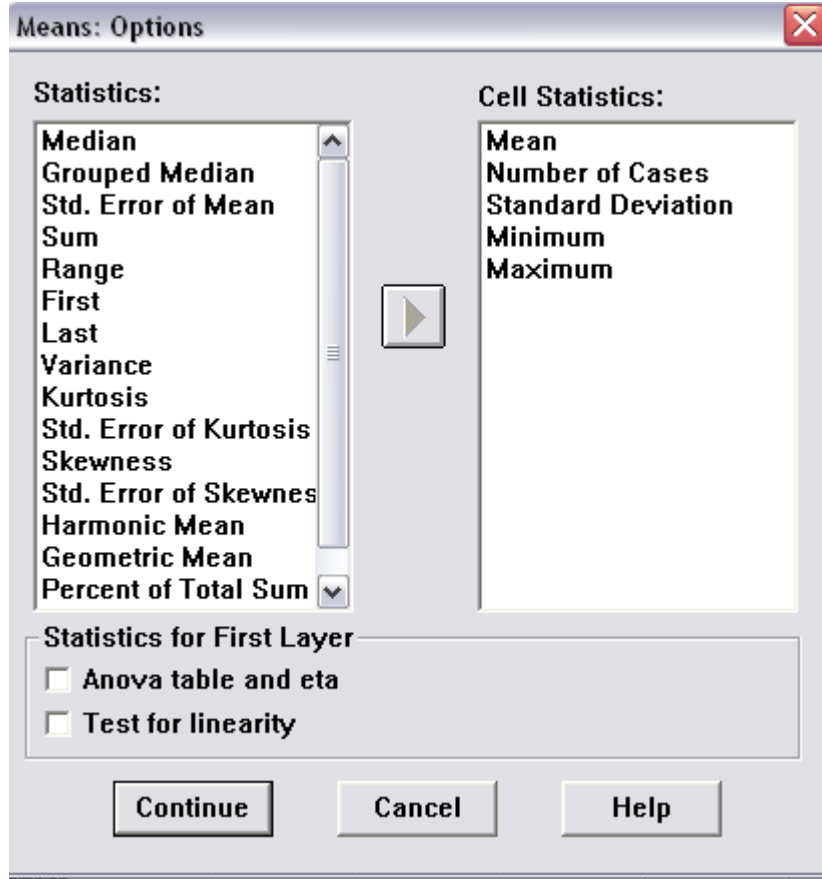 Means: Options
Statistics:
Median
Grouped Median
Std. Error of Mean
Sum
Range
First
Last
Variance
Kurtosis
Std. Error of Kurtosis
Skewness
Std. Error of Skewnes
Harmonic Mean
Geometric Mean
Percent of Total Sum
Cell Statistics:
Mean
Number of Cases
Standard Deviation
Minimum
Maximum
Statistics for First Layer
Anova table and eta
Test for linearity
Continue
Cancel
Help